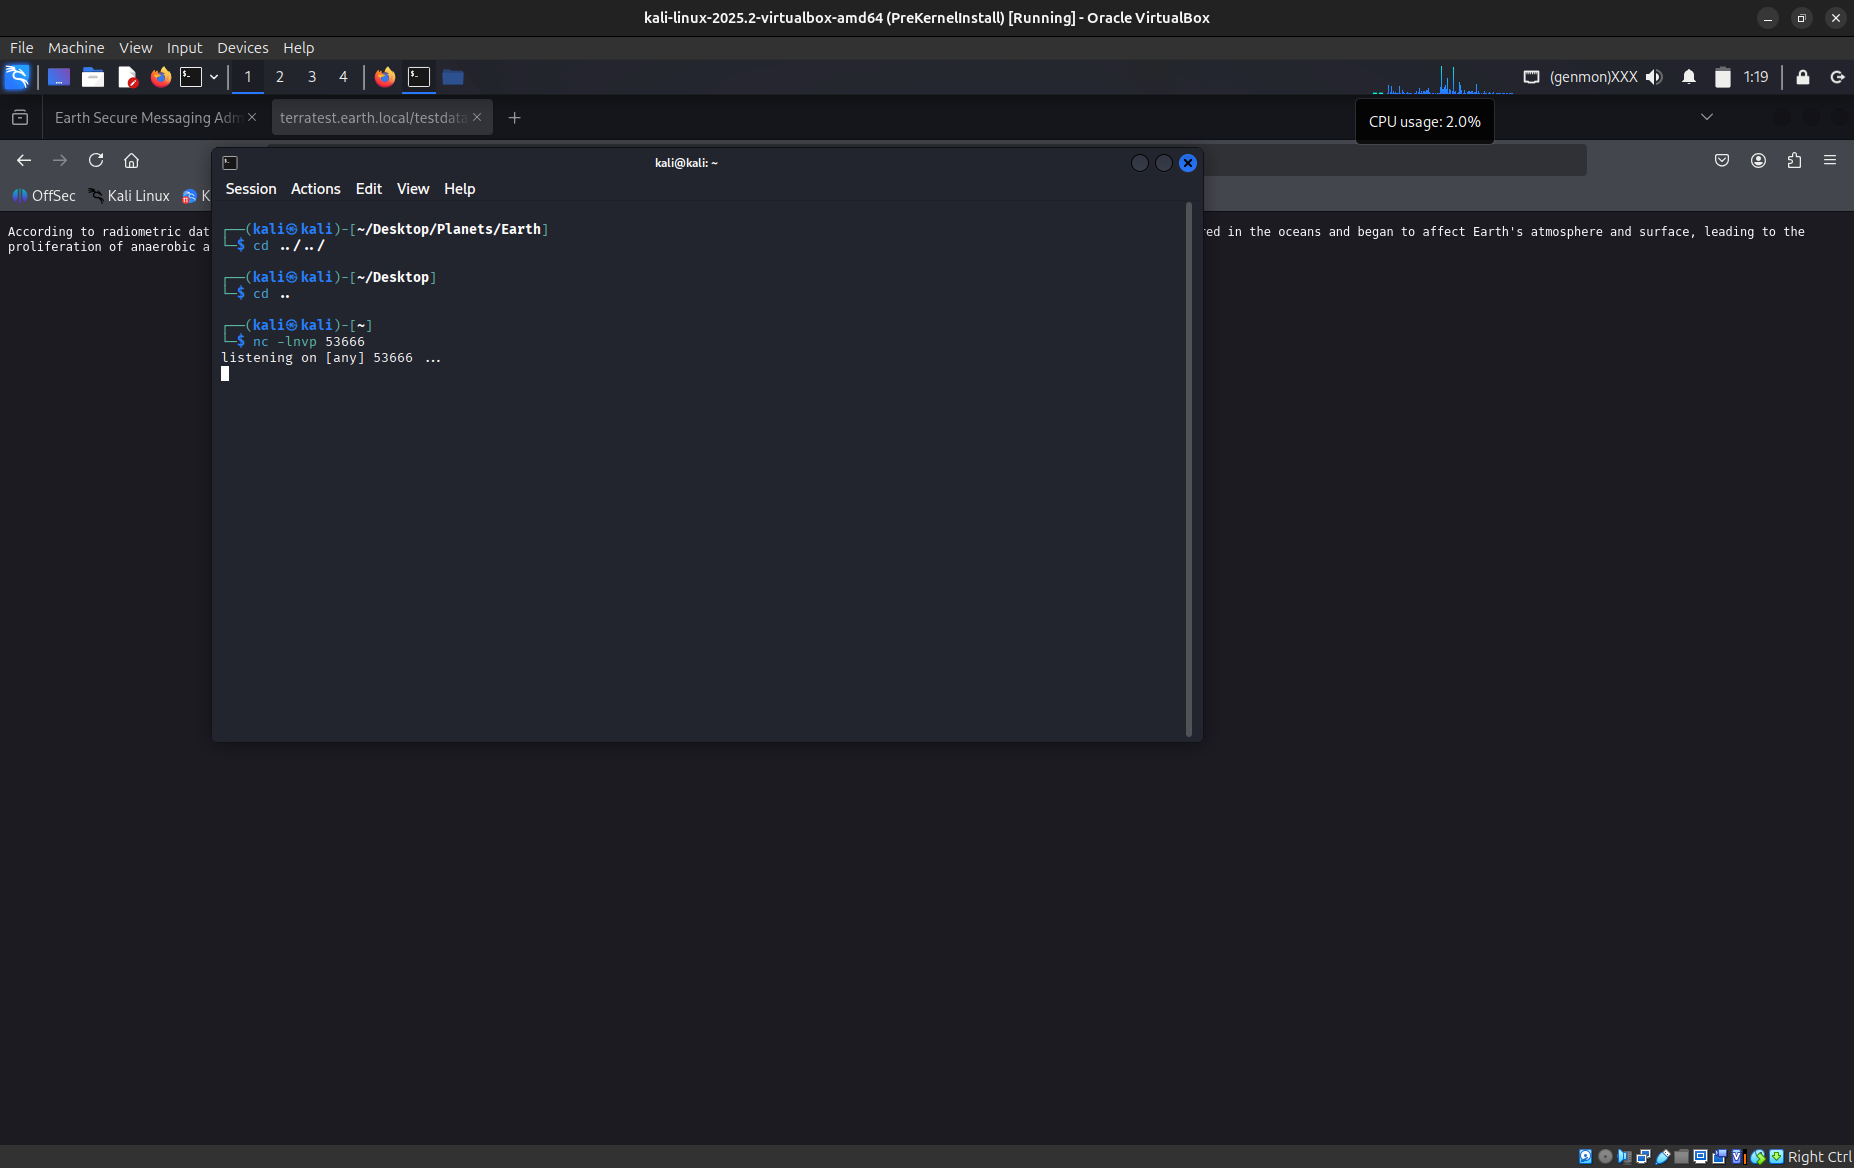 kali-linux-2025.2-virtualbox-amd64 (PreKernelInstall) [Running] - Oracle VirtualBox
File Machine View Input Devices Help
1 2 3 4 (genmon)XXX 1:19
Earth Secure Messaging Adm terratest.earth.local/testdata
CPU usage: 2.0%
kali@kali: ~
Session Actions Edit View Help
OffSec Kali Linux K
According to radiometric dat
red in the oceans and began to affect Earth's atmosphere and surface, leading to the
proliferation of anaerobic a
┌──(kali㉿kali)-[~/Desktop/Planets/Earth]
└─$ cd ../../
┌──(kali㉿kali)-[~/Desktop]
└─$ cd ..
┌──(kali㉿kali)-[~]
└─$ nc -lnvp 53666
listening on [any] 53666 ...
Right Ctrl